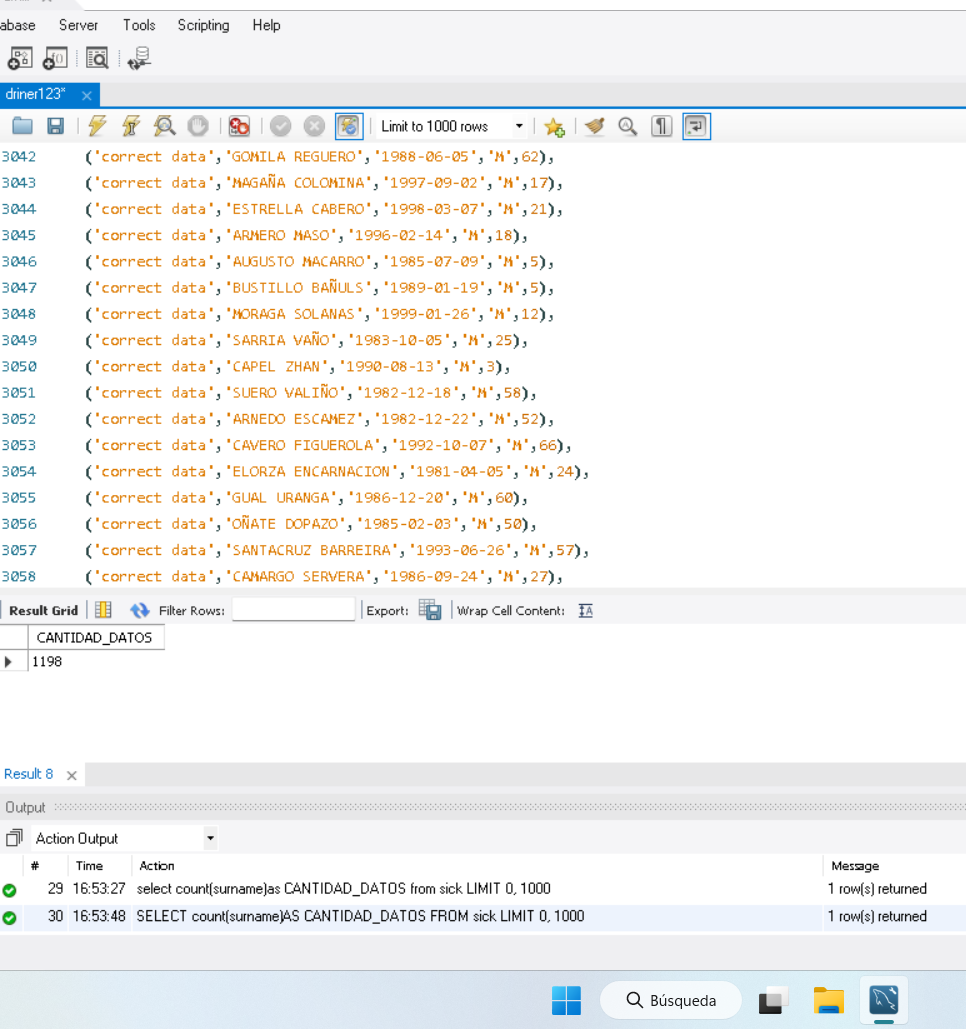 abase Server Tools Scripting Help
driner123*
Limit to 1000 rows
3042 ('correct data','GOMILA REGUERO','1988-06-05','M',62),
3043 ('correct data','MAGAÑA COLOMINA','1997-09-02','M',17),
3044 ('correct data','ESTRELLA CABERO','1998-03-07','M',21),
3045 ('correct data','ARMERO MASO','1996-02-14','M',18),
3046 ('correct data','AUGUSTO MACARRO','1985-07-09','M',5),
3047 ('correct data','BUSTILLO BAÑULS','1989-01-19','M',5),
3048 ('correct data','MORAGA SOLANAS','1999-01-26','M',12),
3049 ('correct data','SARRIA VAÑO','1983-10-05','M',25),
3050 ('correct data','CAPEL ZHAN','1990-08-13','M',3),
3051 ('correct data','SUERO VALIÑO','1982-12-18','M',58),
3052 ('correct data','ARNEDO ESCAMEZ','1982-12-22','M',52),
3053 ('correct data','CAVERO FIGUEROLA','1992-10-07','M',66),
3054 ('correct data','ELORZA ENCARNACION','1981-04-05','M',24),
3055 ('correct data','GUAL URANGA','1986-12-20','M',60),
3056 ('correct data','OÑATE DOPAZO','1985-02-03','M',50),
3057 ('correct data','SANTACRUZ BARREIRA','1993-06-26','M',57),
3058 ('correct data','CAMARGO SERVERA','1986-09-24','M',27),
Result Grid Filter Rows: Export: Wrap Cell Content:
CANTIDAD_DATOS
1198
Result 8
Output
Action Output
# Time Action Message
29 16:53:27 select count(surname)as CANTIDAD_DATOS from sick LIMIT 0, 1000 1 row(s) returned
30 16:53:48 SELECT count(surname)AS CANTIDAD_DATOS FROM sick LIMIT 0, 1000 1 row(s) returned
Búsqueda